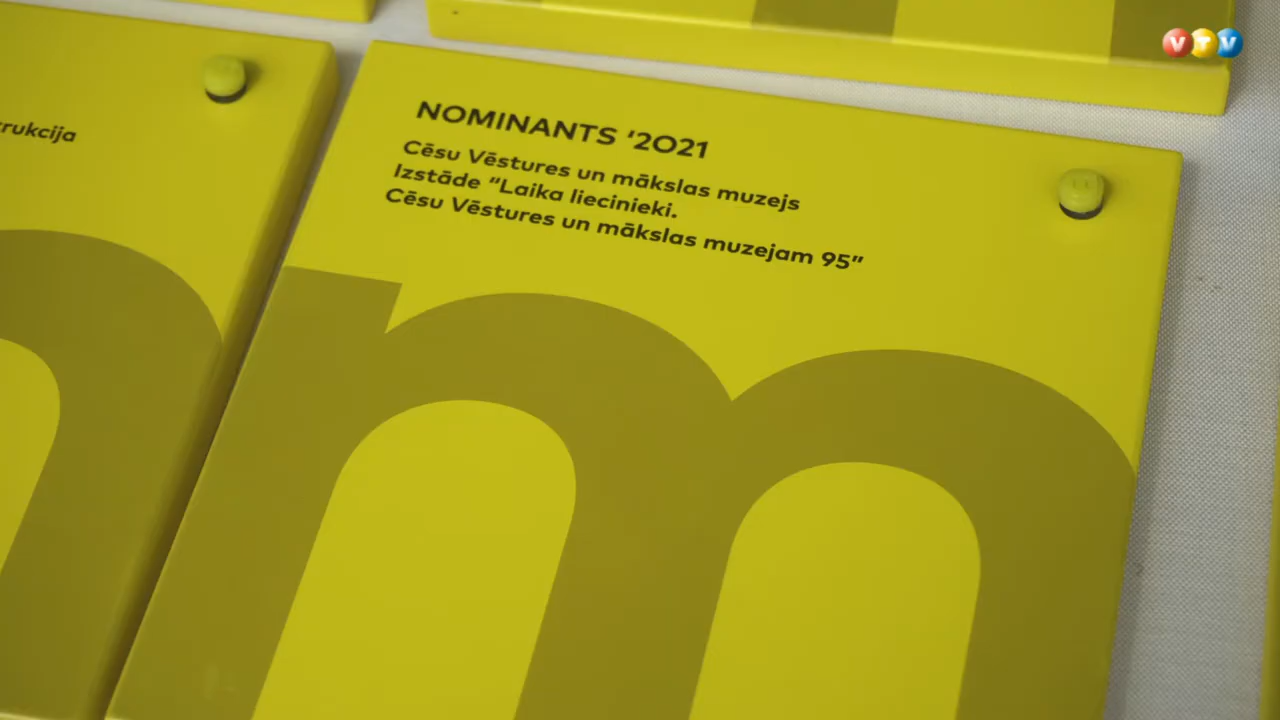 VTV
rukcija
NOMINANTS '2021
Cēsu Vēstures un mākslas muzejs
Izstāde “Laika liecinieki.
Cēsu Vēstures un mākslas muzejam 95”
m